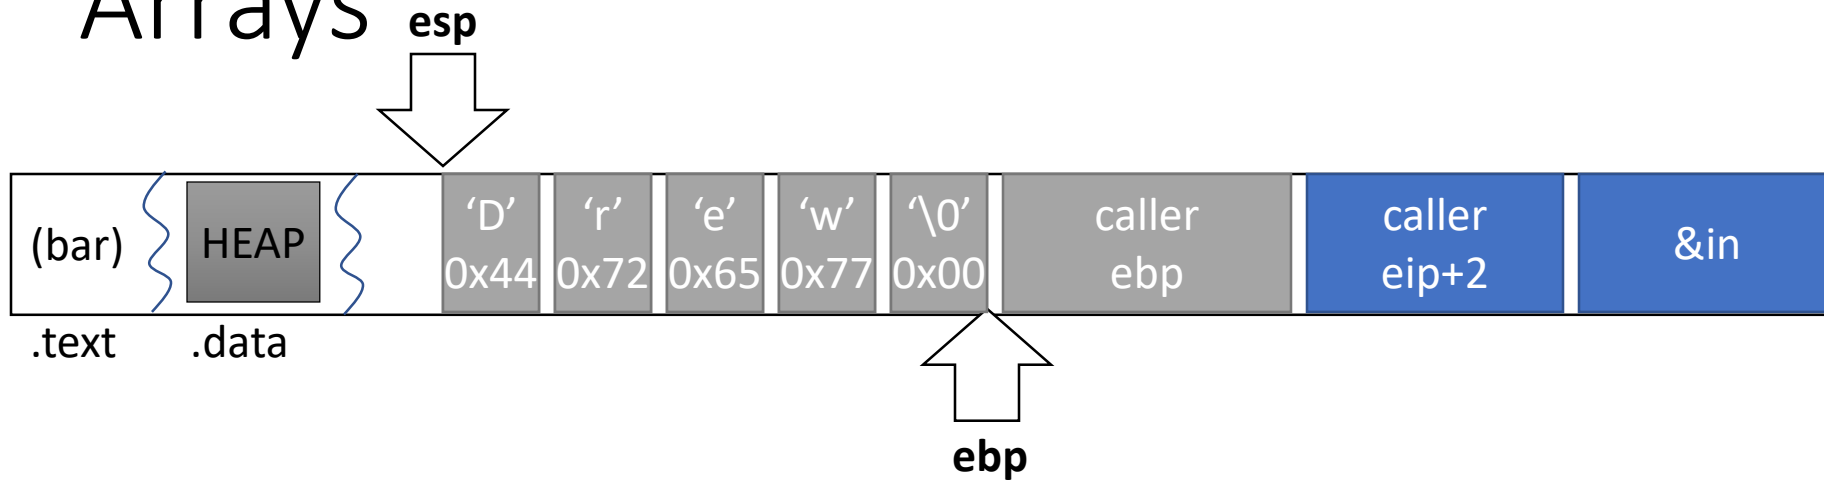 Arrays
esp
(bar)
HEAP
‘D’
0x44
‘r’
0x72
‘e’
0x65
‘w’
0x77
‘\0’
0x00
caller
ebp
caller
eip+2
&in
.text
.data
ebp